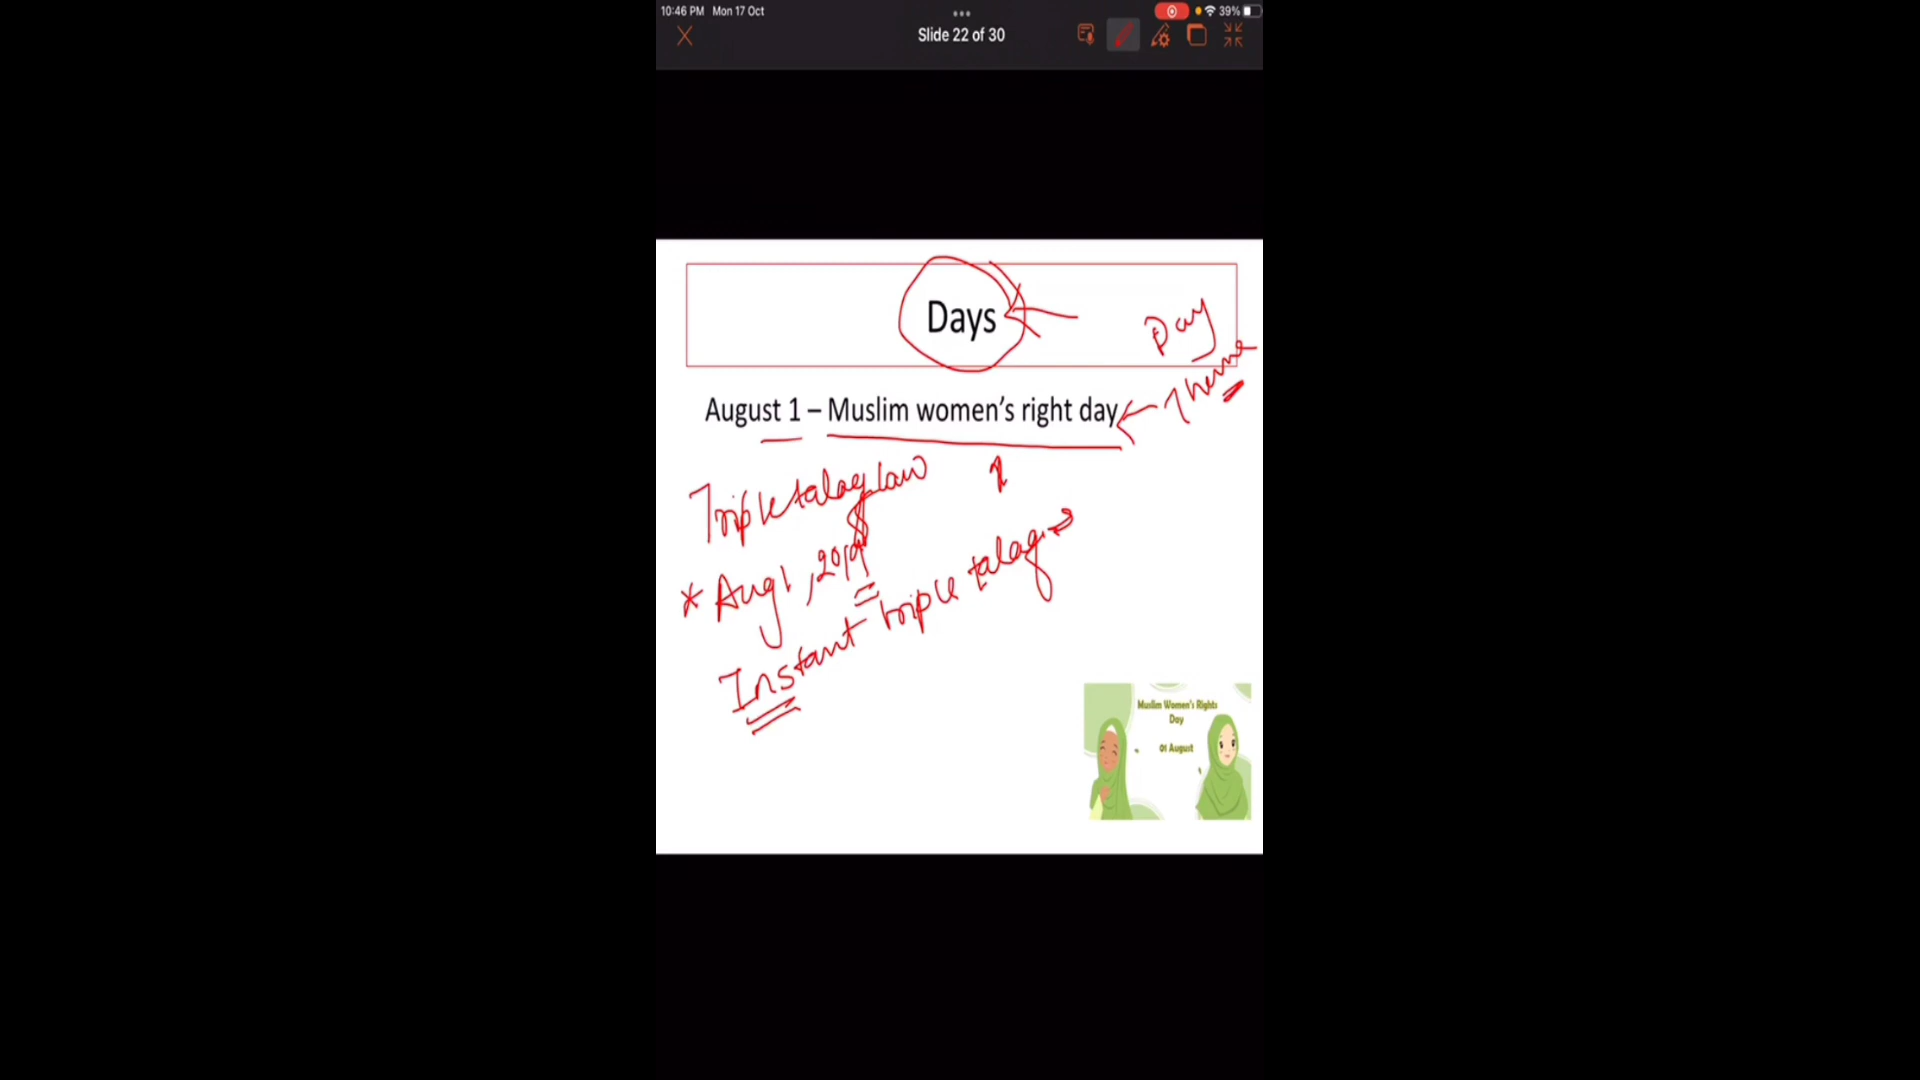 10:46 PM Mon 17 Oct
39%
Slide 22 of 30
Days
Day
Theme
August 1 – Muslim women's right day
Triple talaq law
* Aug 1, 2019
Instant triple talaq
Muslim Women's Rights
Day
01 August